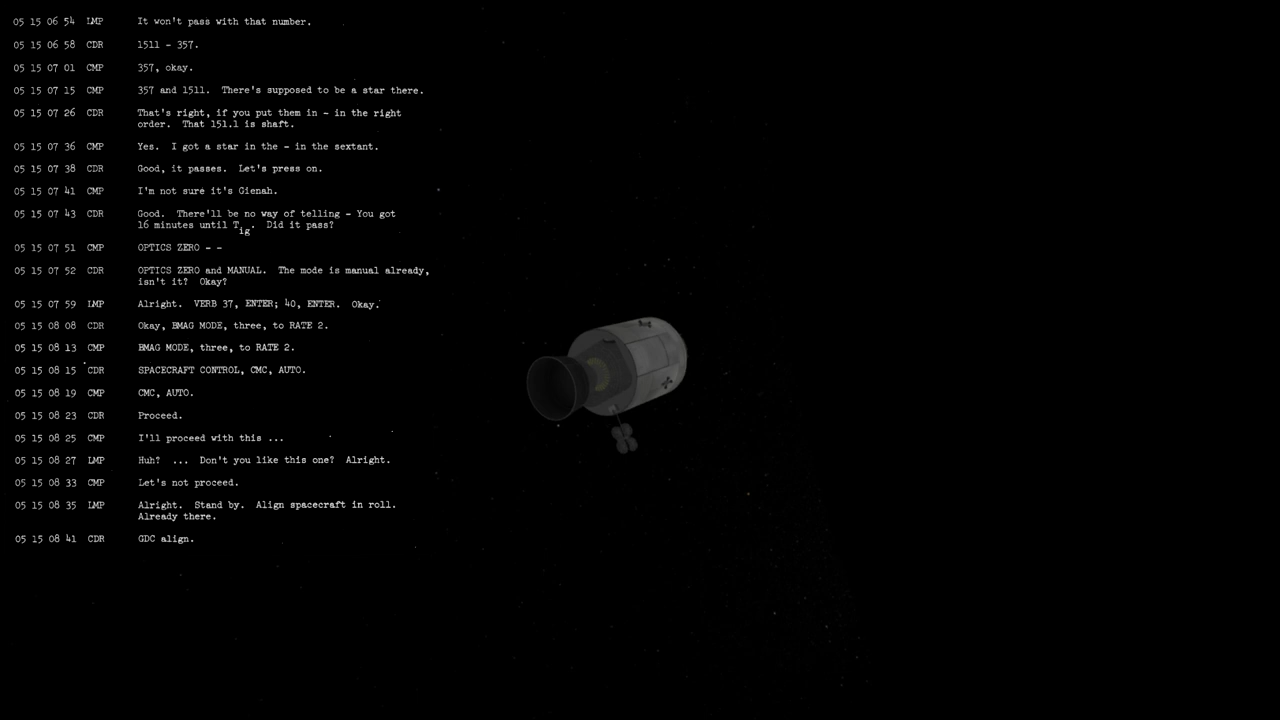 05 15 06 54 LMP It won't pass with that number.
05 15 06 58 CDR 1511 - 357.
05 15 07 01 CMP 357, okay.
05 15 07 15 CMP 357 and 1511. There's supposed to be a star there.
05 15 07 26 CDR That's right, if you put them in - in the right
order. That 151.1 is shaft.
05 15 07 36 CMP Yes. I got a star in the - in the sextant.
05 15 07 38 CDR Good, it passes. Let's press on.
05 15 07 41 CMP I'm not sure it's Gienah.
05 15 07 43 CDR Good. There'll be no way of telling - You got
16 minutes until Tig. Did it pass?
05 15 07 51 CMP OPTICS ZERO - -
05 15 07 52 CDR OPTICS ZERO and MANUAL. The mode is manual already,
isn't it? Okay?
05 15 07 59 LMP Alright. VERB 37, ENTER; 40, ENTER. Okay.
05 15 08 08 CDR Okay, BMAG MODE, three, to RATE 2.
05 15 08 13 CMP BMAG MODE, three, to RATE 2.
05 15 08 15 CDR SPACECRAFT CONTROL, CMC, AUTO.
05 15 08 19 CMP CMC, AUTO.
05 15 08 23 CDR Proceed.
05 15 08 25 CMP I'll proceed with this ...
05 15 08 27 LMP Huh? ... Don't you like this one? Alright.
05 15 08 33 CMP Let's not proceed.
05 15 08 35 LMP Alright. Stand by. Align spacecraft in roll.
Already there.
05 15 08 41 CDR GDC align.